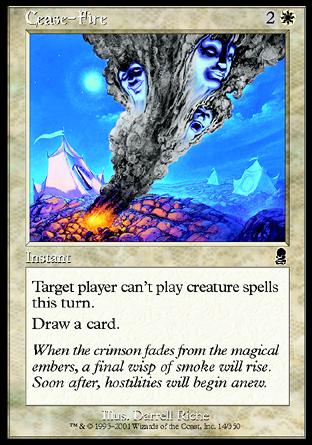 Cease-Fire 2
Instant
Target player can't play creature spells
this turn.
Draw a card.
When the crimson fades from the magical
embers, a final wisp of smoke will rise.
Soon after, hostilities will begin anew.
Illus. Darrell Riche
™ & © 1993-2001 Wizards of the Coast, Inc. 14/350